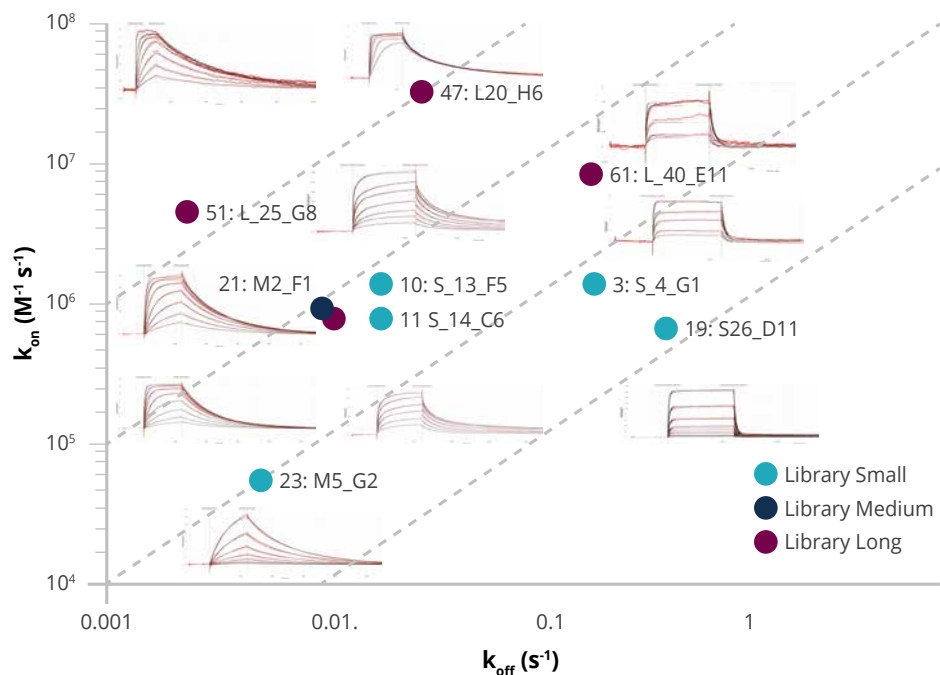 10⁸
47: L20_H6
10⁷
61: L_40_E11
51: L_25_G8
21: M2_F1
10: S_13_F5
3: S_4_G1
10⁶
11 S_14_C6
19: S26_D11
10⁵
23: M5_G2
Library Small
Library Medium
Library Long
10⁴
0.001
0.01.
0.1
1
kon (M⁻¹ s⁻¹)
koff (s⁻¹)